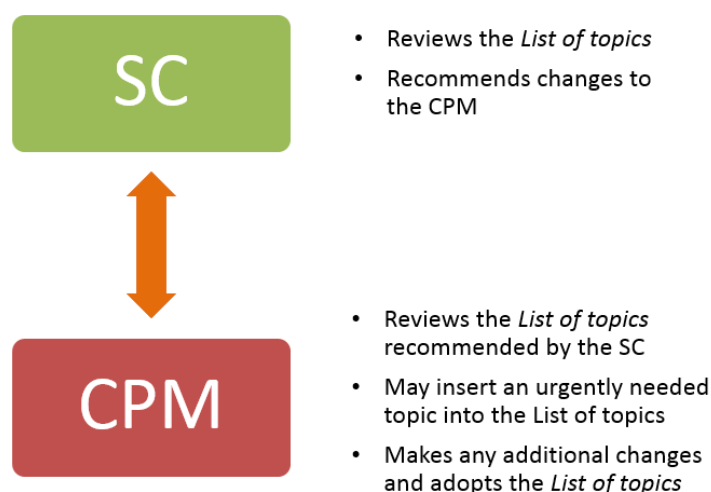 SC
• Reviews the List of topics
• Recommends changes to
the CPM
CPM
• Reviews the List of topics
recommended by the SC
• May insert an urgently needed
topic into the List of topics
• Makes any additional changes
and adopts the List of topics